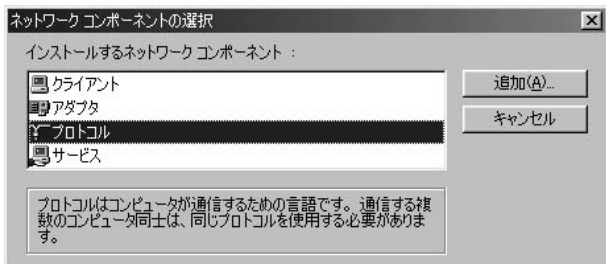 ネットワーク コンポーネントの選択
インストールするネットワーク コンポーネント :
クライアント
アダプタ
プロトコル
サービス
追加(A)...
キャンセル
プロトコルはコンピュータが通信するための言語です。通信する複
数のコンピュータ同士は、同じプロトコルを使用する必要がありま
す。